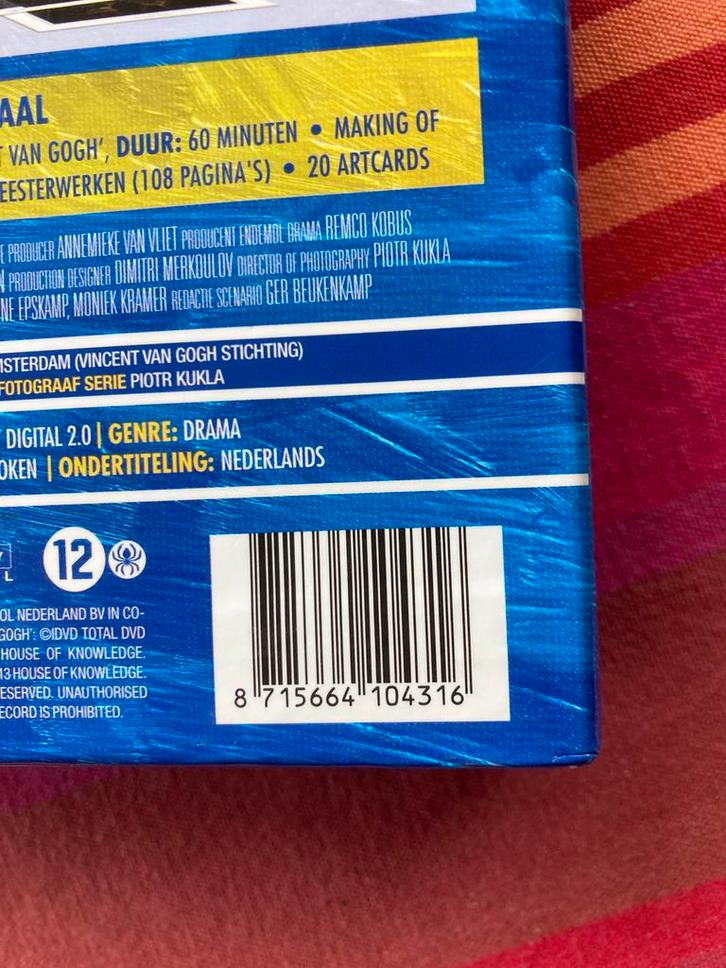 AAL
T VAN GOGH', DUUR: 60 MINUTEN • MAKING OF
EESTERWERKEN (108 PAGINA'S) • 20 ARTCARDS
E PRODUCER ANNEMIEKE VAN VLIET PRODUCENT ENDEMOL DRAMA REMCO KOBUS
N PRODUCTION DESIGNER DIMITRI MERKOULOV DIRECTOR OF PHOTOGRAPHY PIOTR KUKLA
NE EPSKAMP, MONIEK KRAMER REDACTIE SCENARIO GER BEUKENKAMP
MSTERDAM (VINCENT VAN GOGH STICHTING)
FOTOGRAAF SERIE PIOTR KUKLA
DIGITAL 2.0 | GENRE: DRAMA
OKEN | ONDERTITELING: NEDERLANDS
L
12
OL NEDERLAND BV IN CO-
GOGH': ©IDVD TOTAL DVD
HOUSE OF KNOWLEDGE.
13 HOUSE OF KNOWLEDGE.
ESERVED. UNAUTHORISED
ECORD IS PROHIBITED.
8 715664 104316